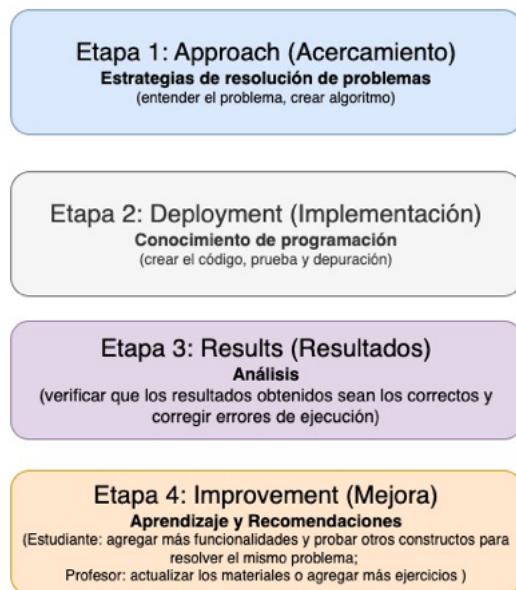 Etapa 1: Approach (Acercamiento)
Estrategias de resolución de problemas
(entender el problema, crear algoritmo)
Etapa 2: Deployment (Implementación)
Conocimiento de programación
(crear el código, prueba y depuración)
Etapa 3: Results (Resultados)
Análisis
(verificar que los resultados obtenidos sean los correctos y
corregir errores de ejecución)
Etapa 4: Improvement (Mejora)
Aprendizaje y Recomendaciones
(Estudiante: agregar más funcionalidades y probar otros constructos para
resolver el mismo problema;
Profesor: actualizar los materiales o agregar más ejercicios )